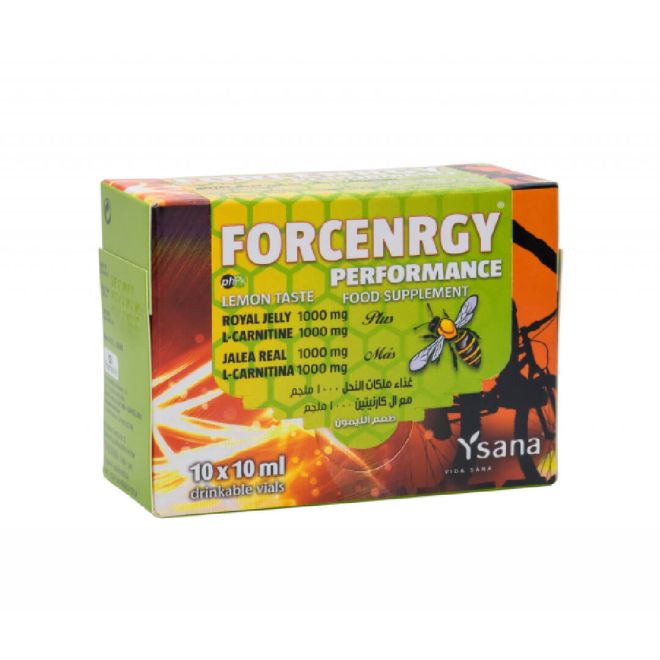 FORCENRGY®
PERFORMANCE
phPk
LEMON TASTE FOOD SUPPLEMENT
ROYAL JELLY 1000 mg Plus
L-CARNITINE 1000 mg
JALEA REAL 1000 mg Más
L-CARNITINA 1000 mg
غذاء ملكات النحل ١٠٠٠ ملجم
مع ال كارنيتين ١٠٠٠ ملجم
طعم الليمون
10 x 10 ml
drinkable vials
Ysana
VIDA SANA